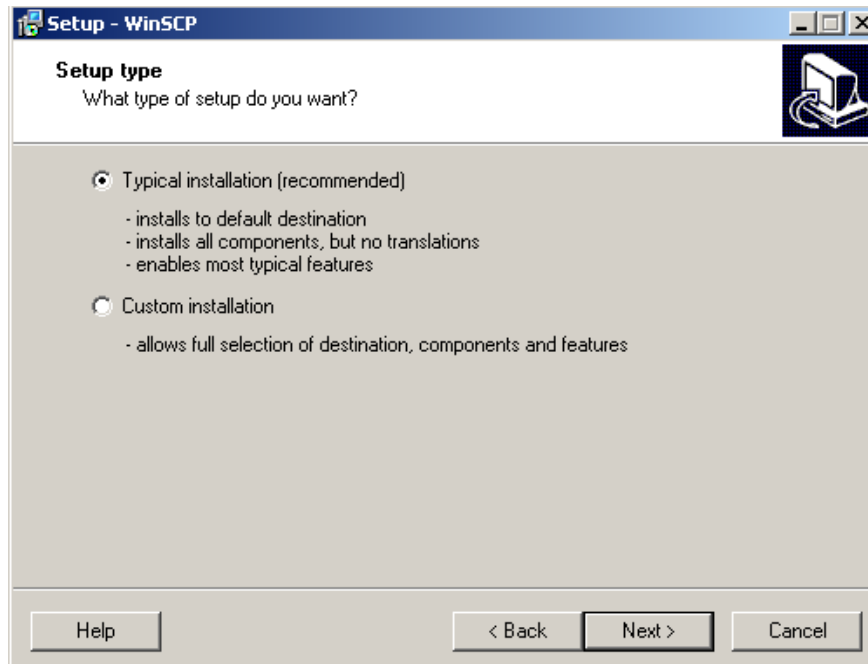 Setup - WinSCP
Setup type
What type of setup do you want?
Typical installation (recommended)
- installs to default destination
- installs all components, but no translations
- enables most typical features
Custom installation
- allows full selection of destination, components and features
Help
< Back
Next >
Cancel